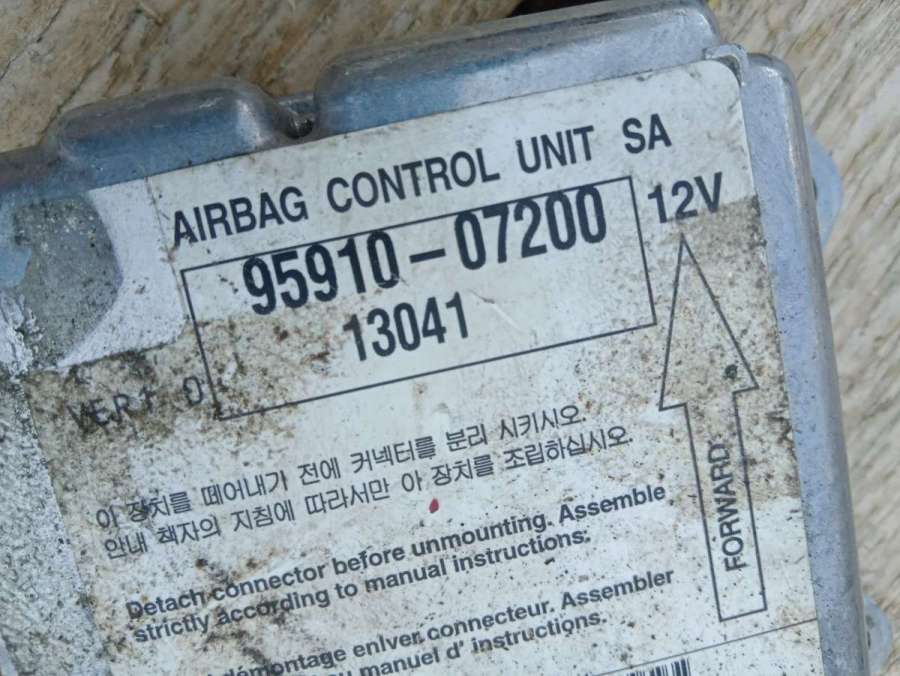 AIRBAG CONTROL UNIT SA
95910-07200
12V
13041
VER1 0
이 장치를 떼어내기 전에 커넥터를 분리 시키시오.
안내 책자의 지침에 따라서만 이 장치를 조립하십시오.
FORWARD
Detach connector before unmounting. Assemble
strictly according to manual instructions.
démontage enlver connecteur. Assembler
manuel d' instructions.